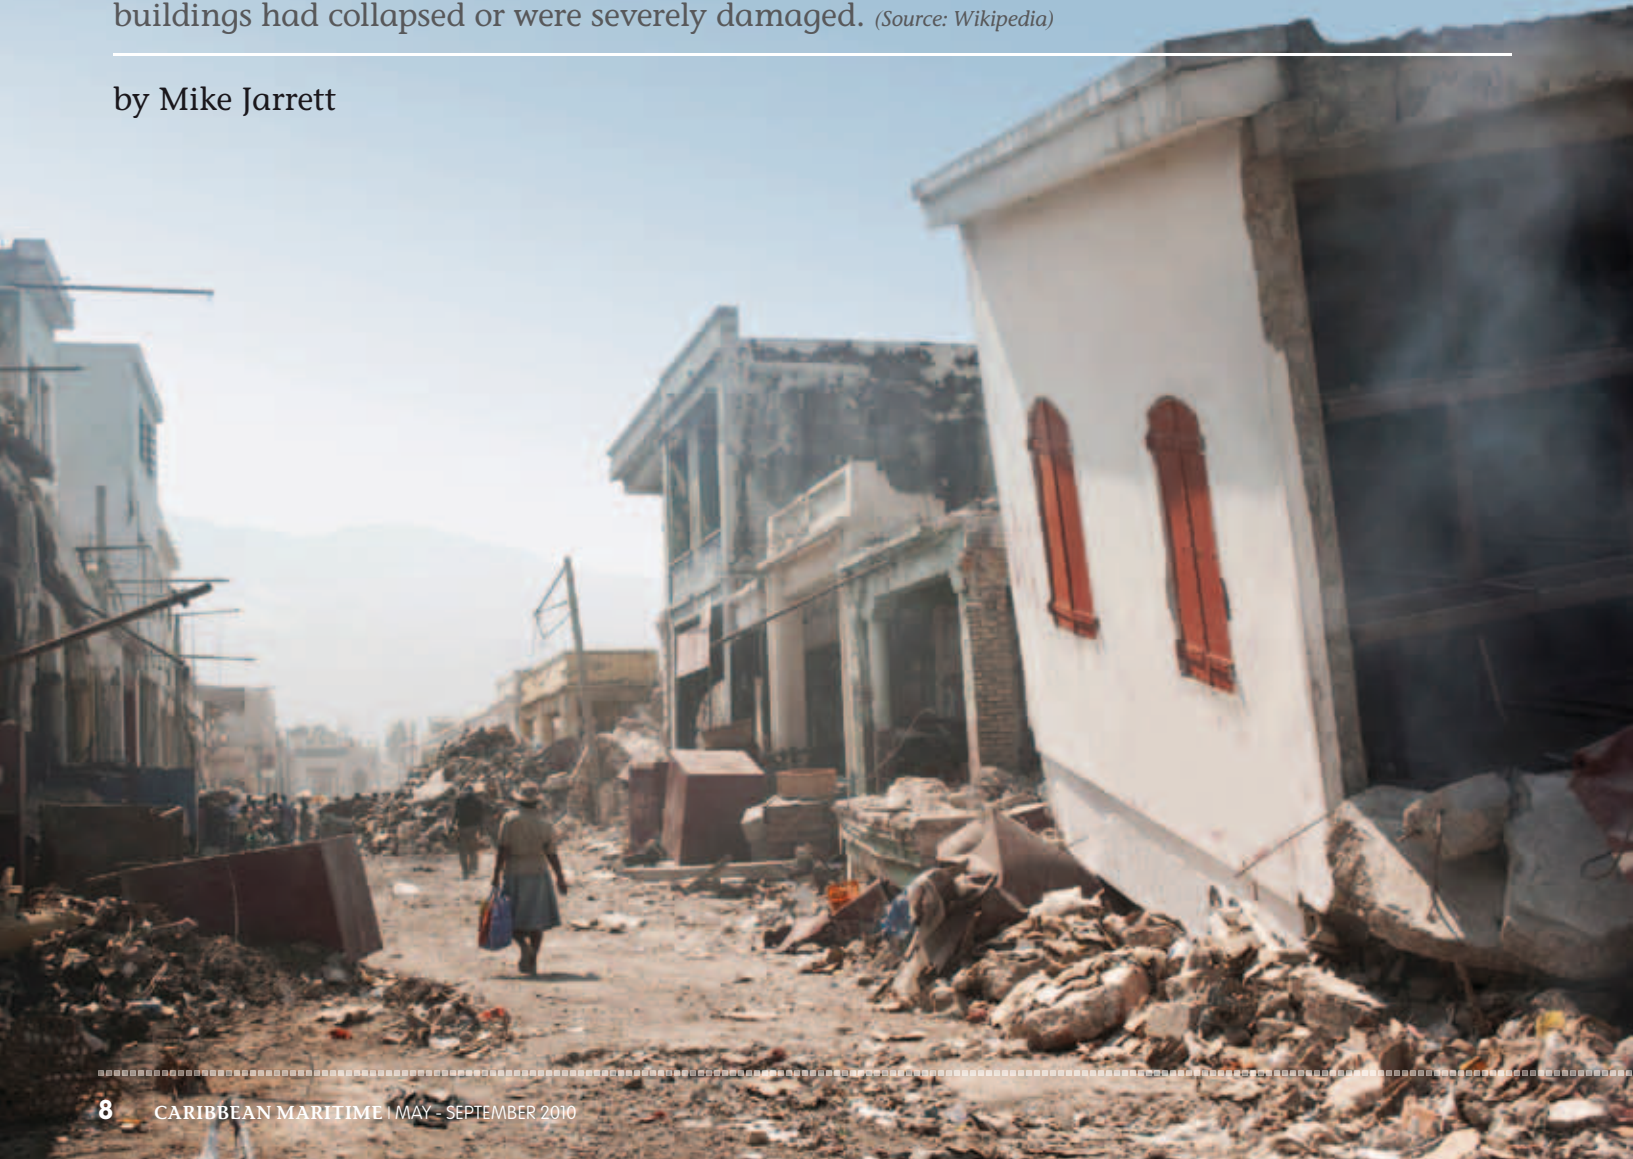 buildings had collapsed or were severely damaged. (Source: Wikipedia)
by Mike Jarrett
8 CARIBBEAN MARITIME | MAY - SEPTEMBER 2010